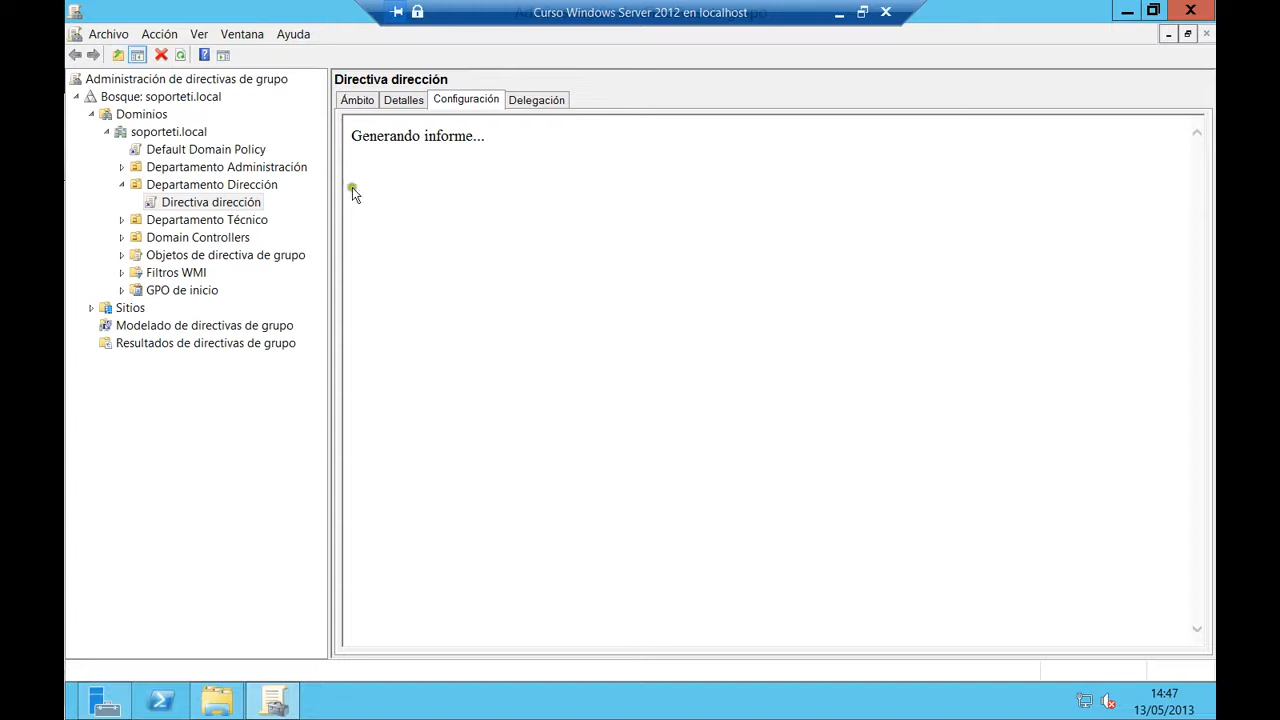 Curso Windows Server 2012 en localhost
Archivo Acción Ver Ventana Ayuda
Administración de directivas de grupo
Bosque: soporteti.local
Dominios
soporteti.local
Default Domain Policy
Departamento Administración
Departamento Dirección
Directiva dirección
Departamento Técnico
Domain Controllers
Objetos de directiva de grupo
Filtros WMI
GPO de inicio
Sitios
Modelado de directivas de grupo
Resultados de directivas de grupo
Directiva dirección
Ámbito Detalles Configuración Delegación
Generando informe...
14:47
13/05/2013